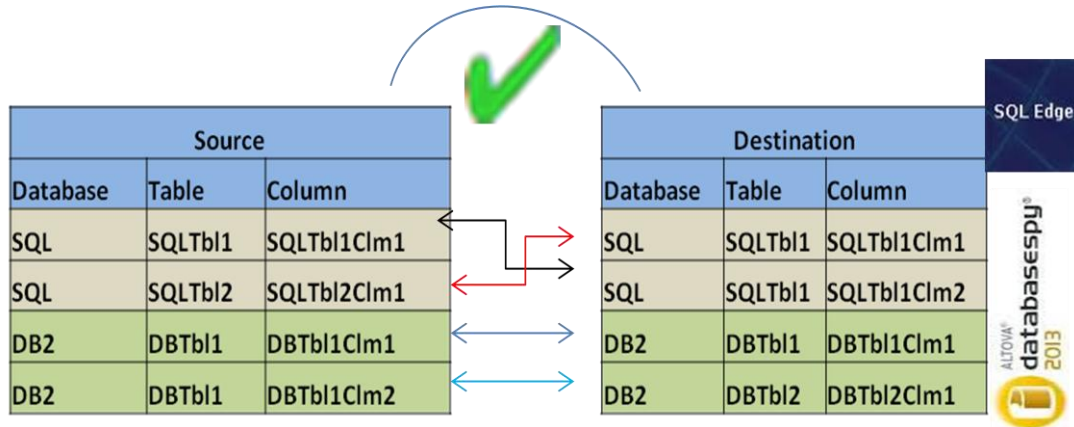 Source
Database Table Column
SQL SQLTbl1 SQLTbl1Clm1
SQL SQLTbl2 SQLTbl2Clm1
DB2 DBTbl1 DBTbl1Clm1
DB2 DBTbl1 DBTbl1Clm2
Destination
Database Table Column
SQL SQLTbl1 SQLTbl1Clm1
SQL SQLTbl1 SQLTbl1Clm2
DB2 DBTbl1 DBTbl1Clm1
DB2 DBTbl2 DBTbl2Clm1
SQL Edge
ALTOVA®
databasespy®
2013